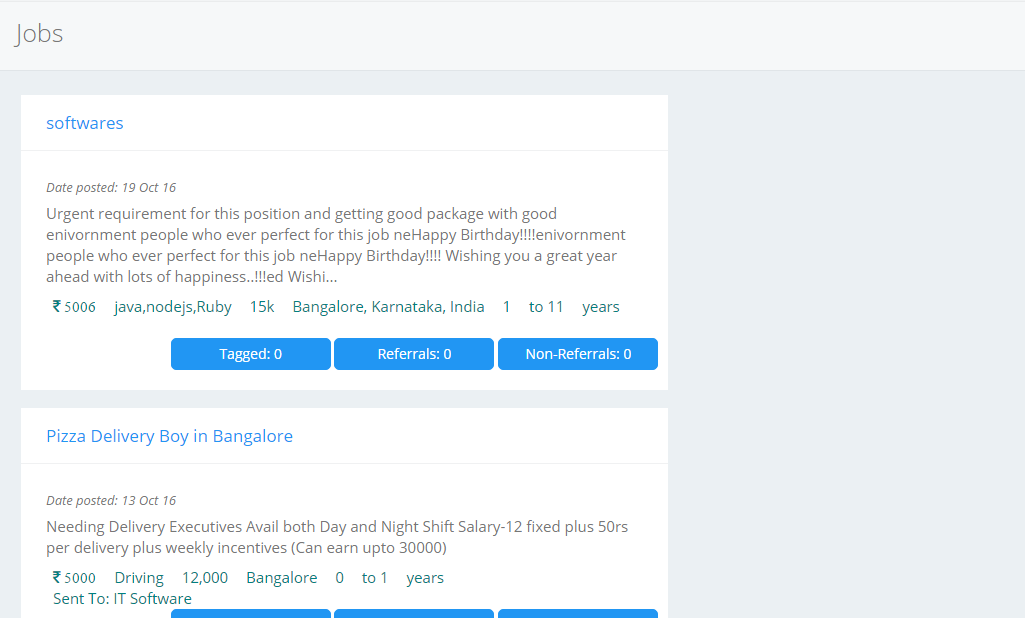 Jobs
softwares
Date posted: 19 Oct 16
Urgent requirement for this position and getting good package with good
enivornment people who ever perfect for this job neHappy Birthday!!!!enivornment
people who ever perfect for this job neHappy Birthday!!!! Wishing you a great year
ahead with lots of happiness..!!!ed Wishi...
₹ 5006 java,nodejs,Ruby 15k Bangalore, Karnataka, India 1 to 11 years
Tagged: 0 Referrals: 0 Non-Referrals: 0
Pizza Delivery Boy in Bangalore
Date posted: 13 Oct 16
Needing Delivery Executives Avail both Day and Night Shift Salary-12 fixed plus 50rs
per delivery plus weekly incentives (Can earn upto 30000)
₹ 5000 Driving 12,000 Bangalore 0 to 1 years
Sent To: IT Software